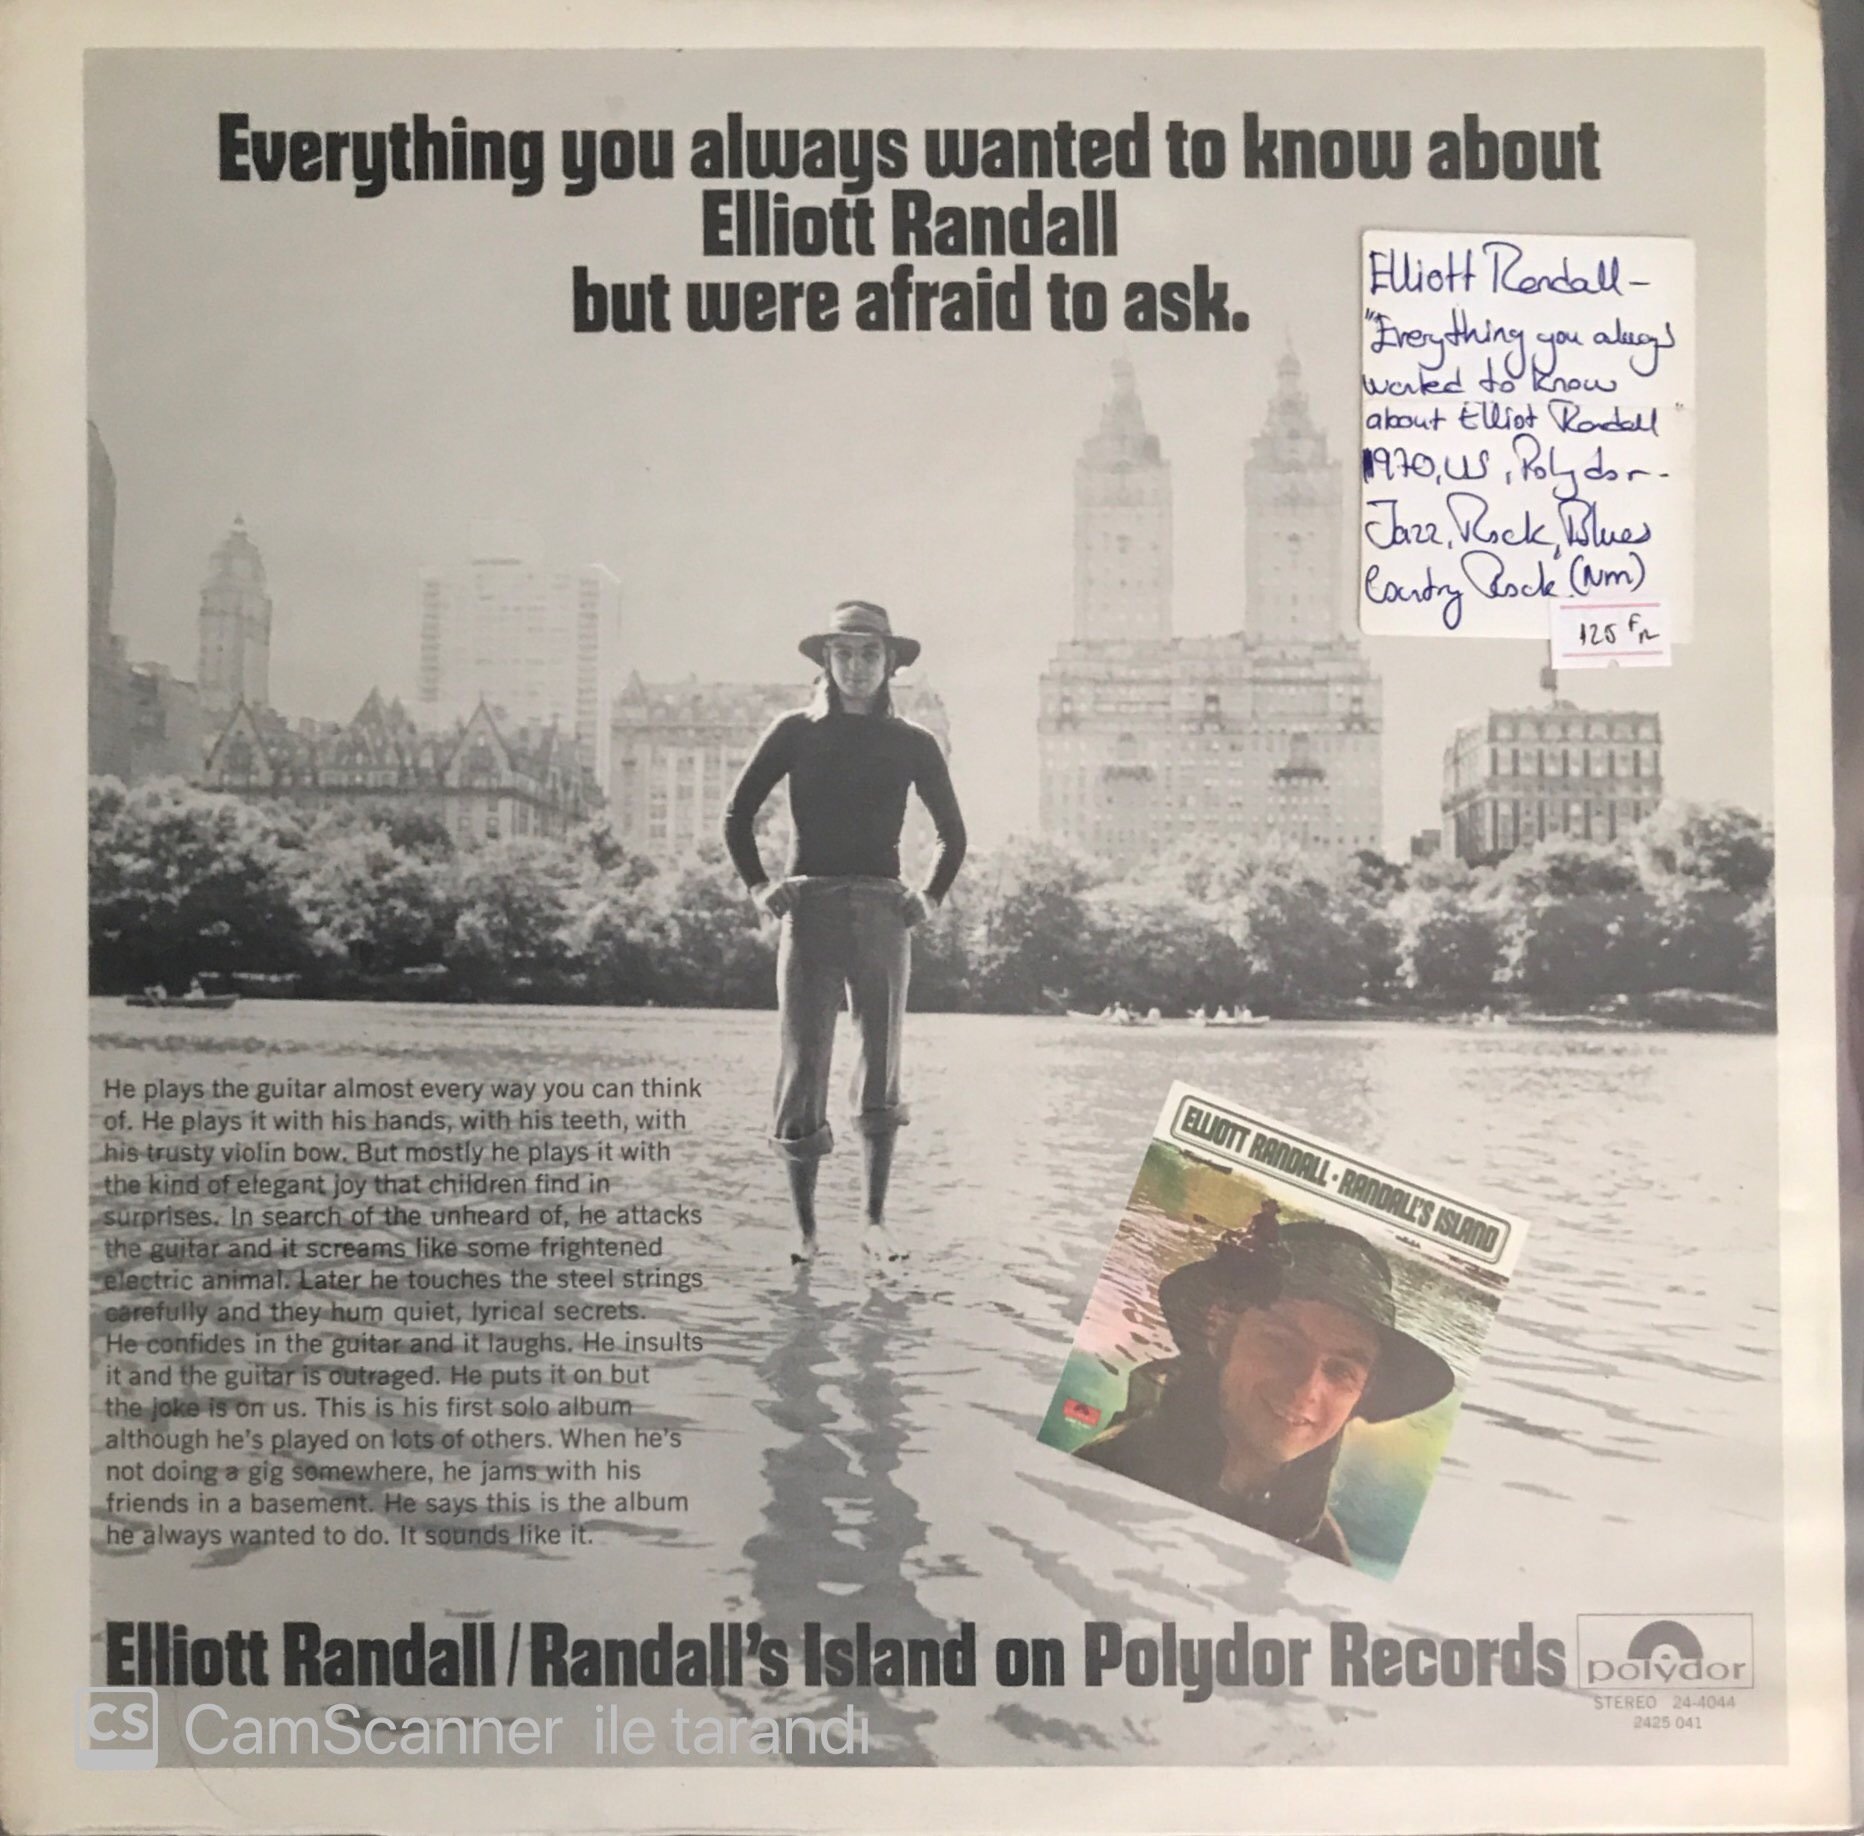 Everything you always wanted to know about
Elliott Randall
but were afraid to ask.
Elliott Randall -
"Everything you always
wanted to know
about Elliot Randall"
1970, US, Polydor -
Jazz, Rock, Blues
Country Rock. (Nm)
125 Fr
He plays the guitar almost every way you can think
of. He plays it with his hands, with his teeth, with
his trusty violin bow. But mostly he plays it with
the kind of elegant joy that children find in
surprises. In search of the unheard of, he attacks
the guitar and it screams like some frightened
electric animal. Later he touches the steel strings
carefully and they hum quiet, lyrical secrets.
He confides in the guitar and it laughs. He insults
it and the guitar is outraged. He puts it on but
the joke is on us. This is his first solo album
although he's played on lots of others. When he's
not doing a gig somewhere, he jams with his
friends in a basement. He says this is the album
he always wanted to do. It sounds like it.
ELLIOTT RANDALL · RANDALL'S ISLAND
Elliott Randall / Randall's Island on Polydor Records
polydor
STEREO 24-4044
2425 041
CS CamScanner ile tarandı